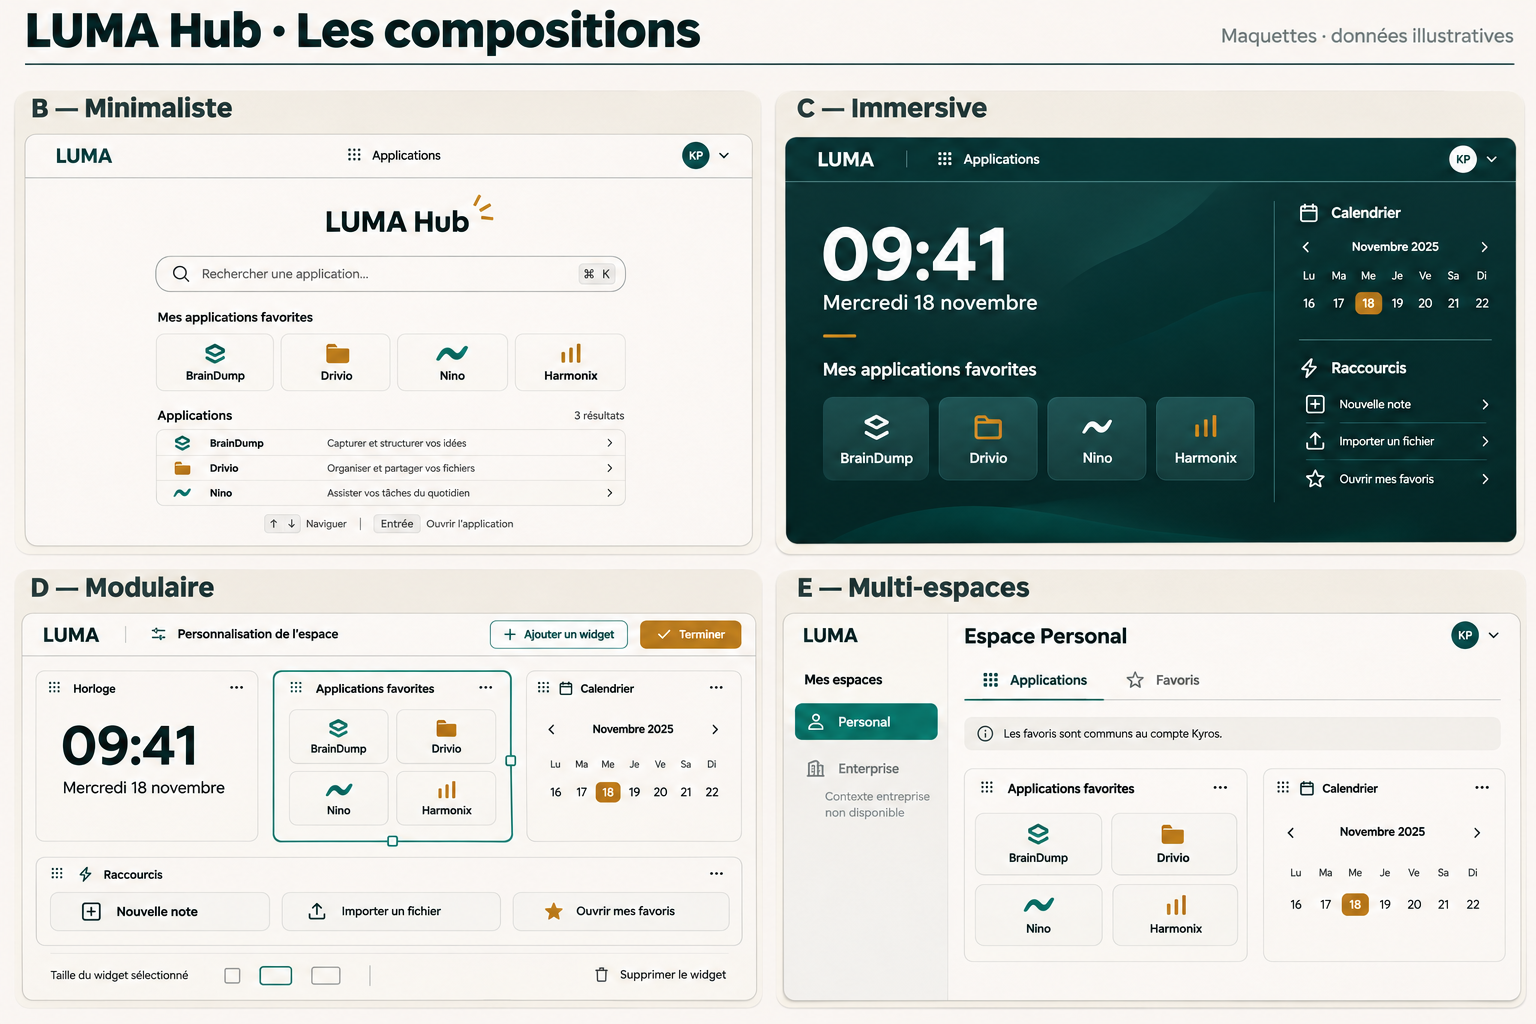 LUMA Hub · Les compositions
Maquettes · données illustratives
B — Minimaliste
LUMA
Applications
KP
LUMA Hub
Rechercher une application...
⌘ K
Mes applications favorites
BrainDump
Drivio
Nino
Harmonix
Applications
3 résultats
BrainDump
Capturer et structurer vos idées
Drivio
Organiser et partager vos fichiers
Nino
Assister vos tâches du quotidien
↑ ↓ Naviguer | Entrée Ouvrir l'application
C — Immersive
LUMA
Applications
KP
09:41
Mercredi 18 novembre
Mes applications favorites
BrainDump
Drivio
Nino
Harmonix
Calendrier
Novembre 2025
Lu Ma Me Je Ve Sa Di
16 17 18 19 20 21 22
Raccourcis
Nouvelle note
Importer un fichier
Ouvrir mes favoris
D — Modulaire
LUMA
Personnalisation de l'espace
+ Ajouter un widget
Terminer
Horloge
09:41
Mercredi 18 novembre
Applications favorites
BrainDump
Drivio
Nino
Harmonix
Calendrier
Novembre 2025
Lu Ma Me Je Ve Sa Di
16 17 18 19 20 21 22
Raccourcis
Nouvelle note
Importer un fichier
Ouvrir mes favoris
Taille du widget sélectionné
Supprimer le widget
E — Multi-espaces
LUMA
Mes espaces
Personal
Enterprise
Contexte entreprise
non disponible
Espace Personal
KP
Applications
Favoris
Les favoris sont communs au compte Kyros.
Applications favorites
BrainDump
Drivio
Nino
Harmonix
Calendrier
Novembre 2025
Lu Ma Me Je Ve Sa Di
16 17 18 19 20 21 22